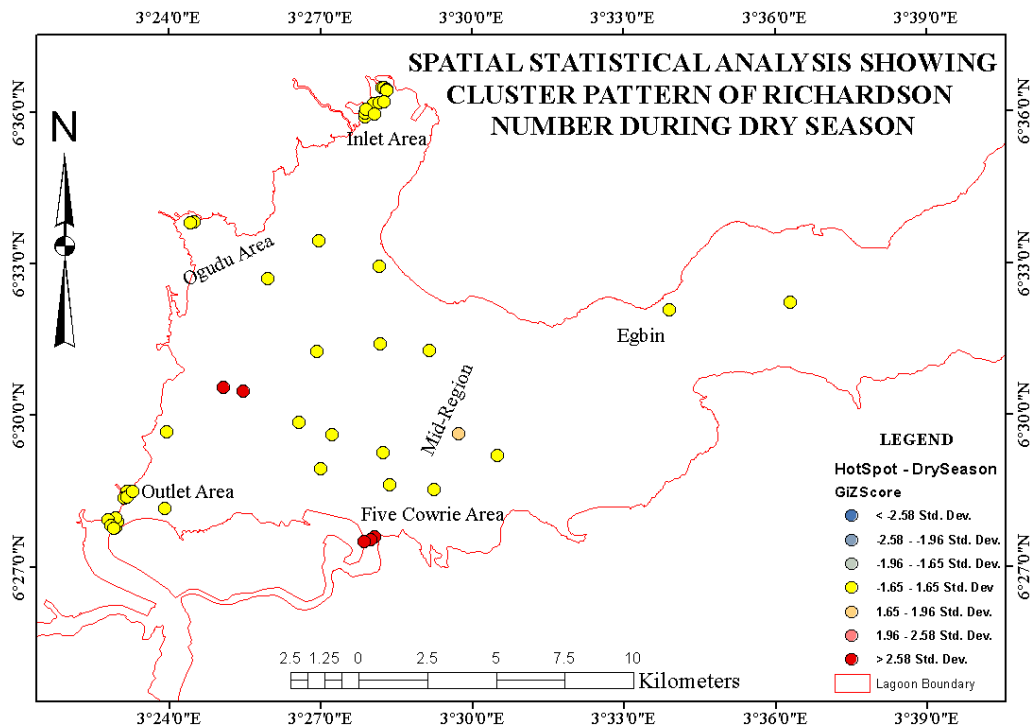 3°24'0"E 3°27'0"E 3°30'0"E 3°33'0"E 3°36'0"E 3°39'0"E
SPATIAL STATISTICAL ANALYSIS SHOWING
CLUSTER PATTERN OF RICHARDSON
NUMBER DURING DRY SEASON
6°36'0"N 6°36'0"N
N
Inlet Area
Ogudu Area
6°33'0"N 6°33'0"N
Egbin
Mid-Region
6°30'0"N 6°30'0"N
Outlet Area
Five Cowrie Area
6°27'0"N 6°27'0"N
LEGEND
HotSpot - DrySeason
GiZScore
< -2.58 Std. Dev.
-2.58 - -1.96 Std. Dev.
-1.96 - -1.65 Std. Dev.
-1.65 - 1.65 Std. Dev
1.65 - 1.96 Std. Dev.
1.96 - 2.58 Std. Dev.
> 2.58 Std. Dev.
Lagoon Boundary
2.5 1.25 0 2.5 5 7.5 10
Kilometers
3°24'0"E 3°27'0"E 3°30'0"E 3°33'0"E 3°36'0"E 3°39'0"E